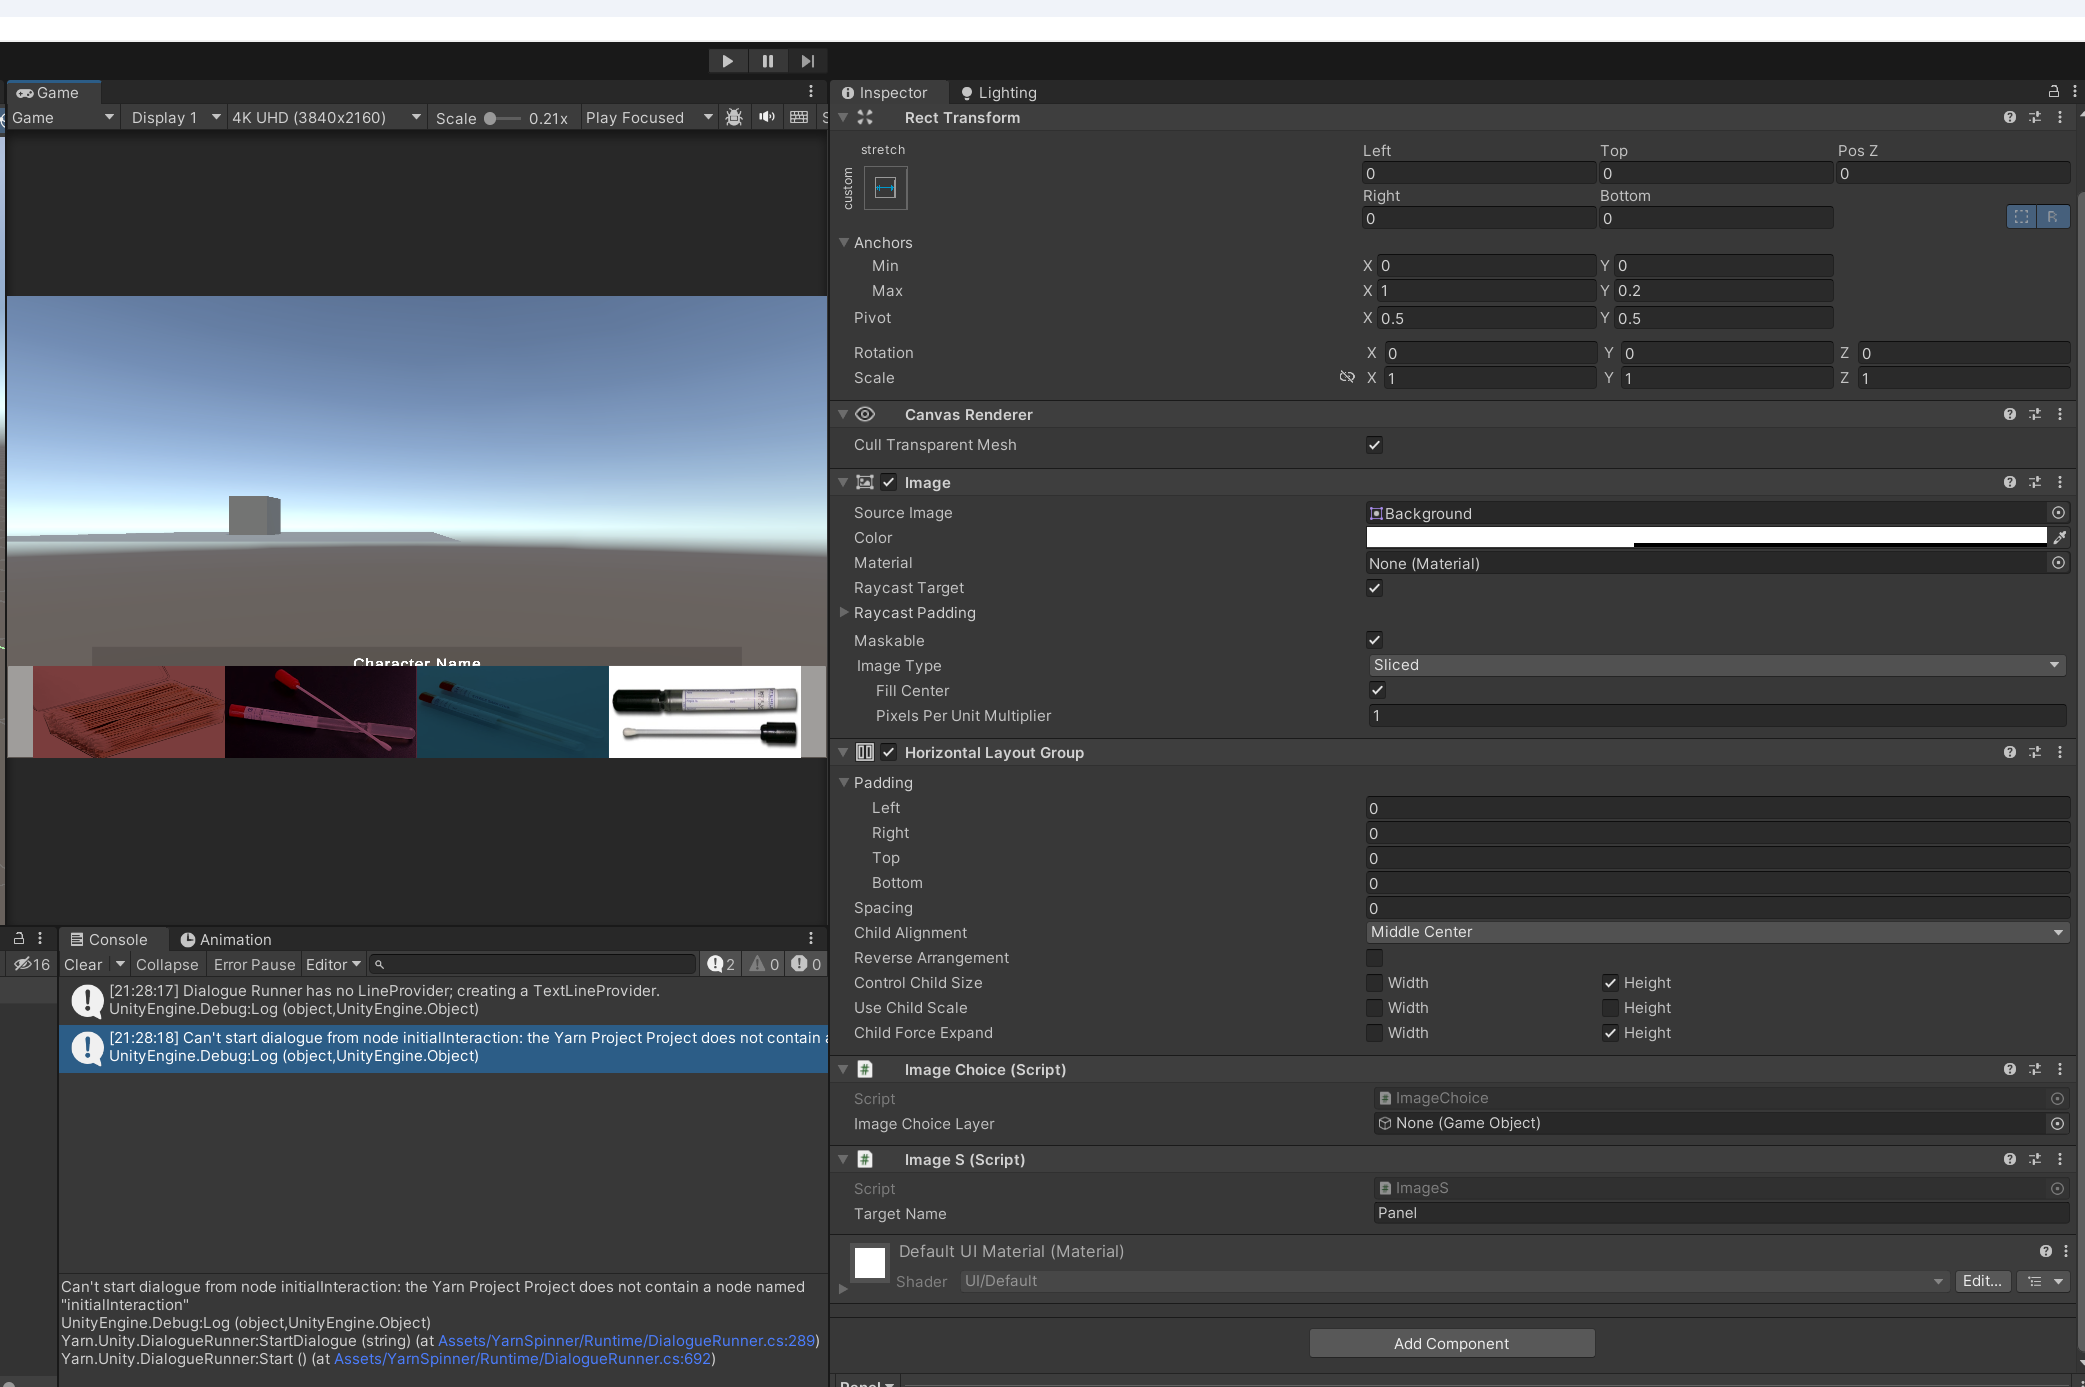 Game
Game
Display 1
4K UHD (3840x2160)
Scale
0.21x
Play Focused
S
Character Name
16
Console
Animation
Clear
Collapse
Error Pause
Editor
2
0
0
[21:28:17] Dialogue Runner has no LineProvider; creating a TextLineProvider.
UnityEngine.Debug:Log (object,UnityEngine.Object)
[21:28:18] Can't start dialogue from node initialInteraction: the Yarn Project Project does not contain a
UnityEngine.Debug:Log (object,UnityEngine.Object)
Can't start dialogue from node initialInteraction: the Yarn Project Project does not contain a node named
"initialInteraction"
UnityEngine.Debug:Log (object,UnityEngine.Object)
Yarn.Unity.DialogueRunner:StartDialogue (string) (at Assets/YarnSpinner/Runtime/DialogueRunner.cs:289)
Yarn.Unity.DialogueRunner:Start () (at Assets/YarnSpinner/Runtime/DialogueRunner.cs:692)
Inspector
Lighting
Rect Transform
stretch
custom
Left Top Pos Z
0 0 0
Right Bottom
0 0
R
Anchors
Min X 0 Y 0
Max X 1 Y 0.2
Pivot X 0.5 Y 0.5
Rotation X 0 Y 0 Z 0
Scale X 1 Y 1 Z 1
Canvas Renderer
Cull Transparent Mesh
Image
Source Image Background
Color
Material None (Material)
Raycast Target
Raycast Padding
Maskable
Image Type Sliced
Fill Center
Pixels Per Unit Multiplier 1
Horizontal Layout Group
Padding
Left 0
Right 0
Top 0
Bottom 0
Spacing 0
Child Alignment Middle Center
Reverse Arrangement
Control Child Size Width Height
Use Child Scale Width Height
Child Force Expand Width Height
# Image Choice (Script)
Script ImageChoice
Image Choice Layer None (Game Object)
# Image S (Script)
Script ImageS
Target Name Panel
Default UI Material (Material)
Shader UI/Default Edit...
Add Component
Panel